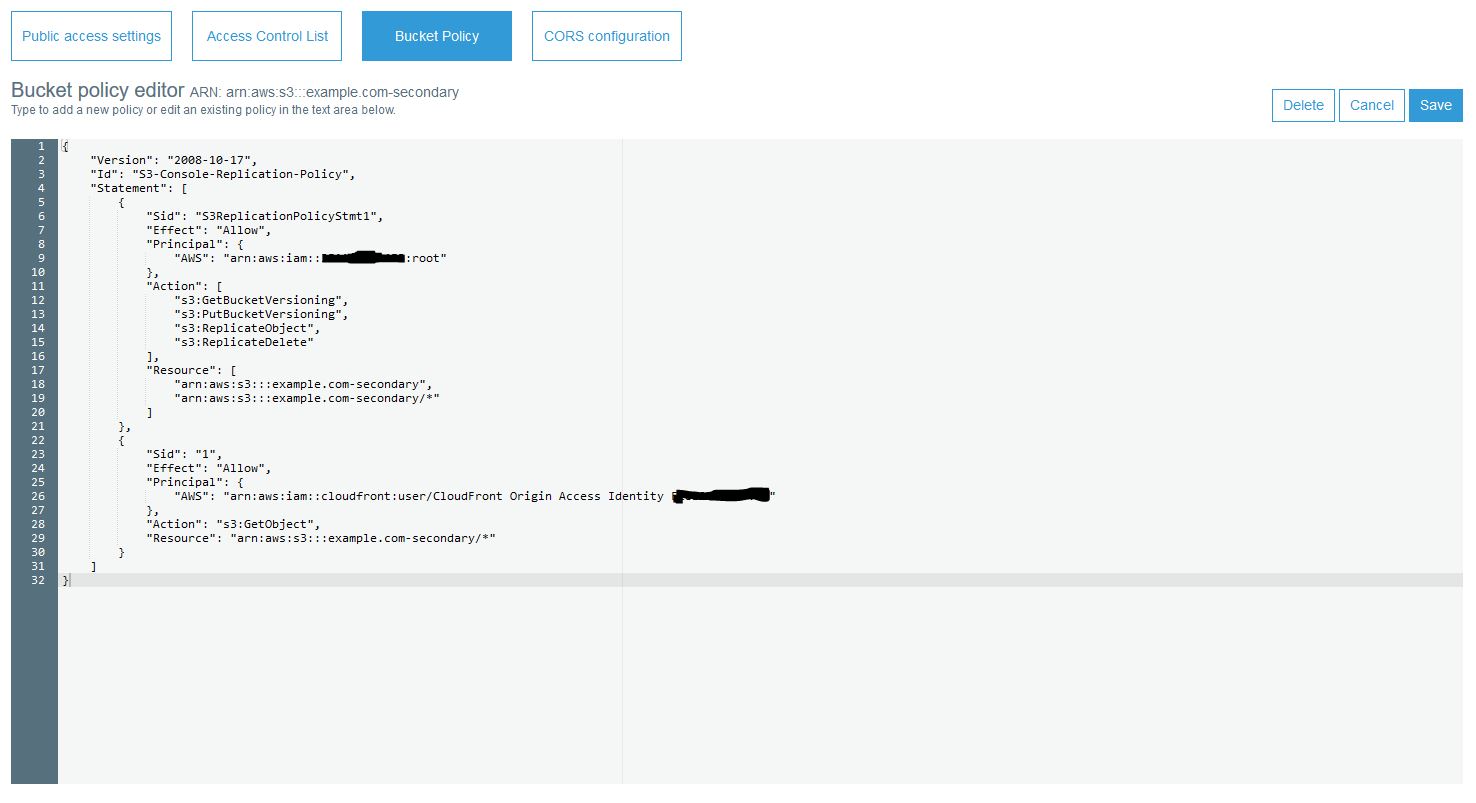 Public access settings
Access Control List
Bucket Policy
CORS configuration
Bucket policy editor ARN: arn:aws:s3:::example.com-secondary
Type to add a new policy or edit an existing policy in the text area below.
Delete
Cancel
Save
1 {
2 "Version": "2008-10-17",
3 "Id": "S3-Console-Replication-Policy",
4 "Statement": [
5 {
6 "Sid": "S3ReplicationPolicyStmt1",
7 "Effect": "Allow",
8 "Principal": {
9 "AWS": "arn:aws:iam:: :root"
10 },
11 "Action": [
12 "s3:GetBucketVersioning",
13 "s3:PutBucketVersioning",
14 "s3:ReplicateObject",
15 "s3:ReplicateDelete"
16 ],
17 "Resource": [
18 "arn:aws:s3:::example.com-secondary",
19 "arn:aws:s3:::example.com-secondary/*"
20 ]
21 },
22 {
23 "Sid": "1",
24 "Effect": "Allow",
25 "Principal": {
26 "AWS": "arn:aws:iam::cloudfront:user/CloudFront Origin Access Identity "
27 },
28 "Action": "s3:GetObject",
29 "Resource": "arn:aws:s3:::example.com-secondary/*"
30 }
31 ]
32 }